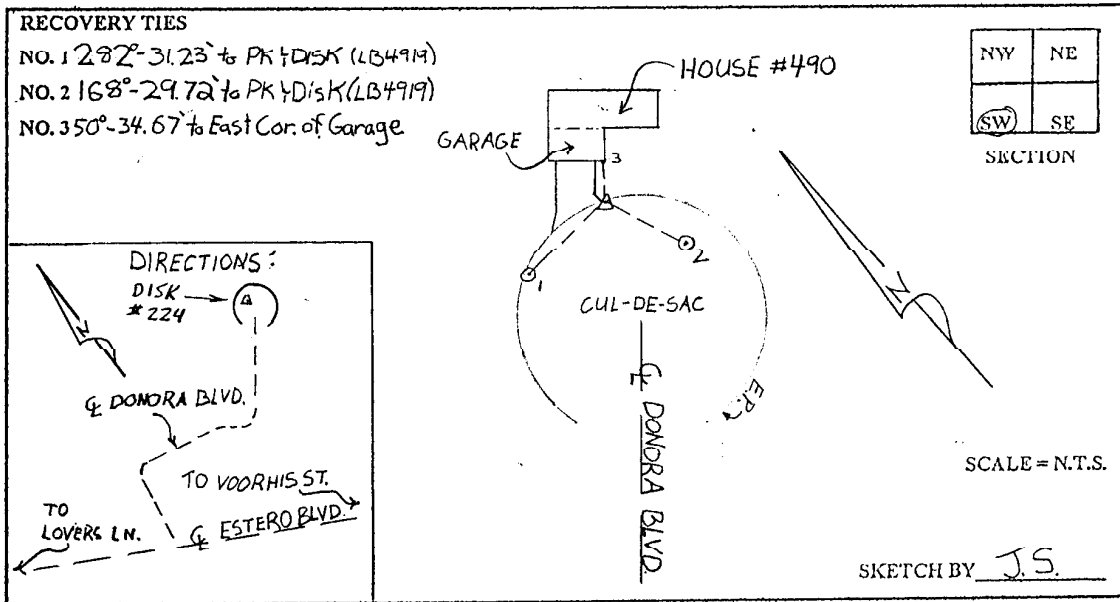 RECOVERY TIES
NO. 1 282°-31.23' to PK & DISK (LB4919)
NO. 2 168°-29.72' to PK & DISK (LB4919)
NO. 3 50°-34.67' to East Cor. of Garage
HOUSE #490
GARAGE
3
1
2
CUL-DE-SAC
℄ DONORA BLVD.
E.P.
N
NW NE
SW SE
SECTION
SCALE = N.T.S.
SKETCH BY J.S.
DIRECTIONS:
DISK
#224
℄ DONORA BLVD.
TO VOORHIS ST.
℄ ESTERO BLVD.
TO
LOVERS LN.